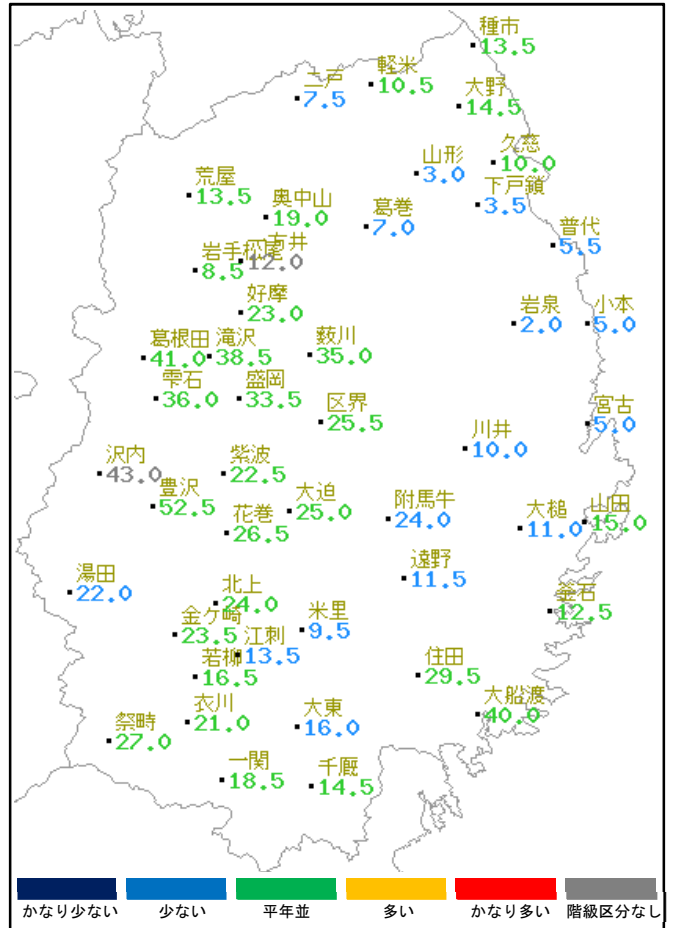 種市
13.5
軽米
10.5
二戸
7.5
大野
14.5
久慈
10.0
山形
3.0
下戸鎖
3.5
荒屋
13.5
奥中山
19.0
葛巻
7.0
普代
5.5
一方井
12.0
岩手松尾
8.5
好摩
23.0
岩泉
2.0
小本
5.0
葛根田
41.0
滝沢
38.5
薮川
35.0
雫石
36.0
盛岡
33.5
区界
25.5
宮古
5.0
川井
10.0
沢内
43.0
紫波
22.5
豊沢
52.5
大迫
25.0
花巻
26.5
附馬牛
24.0
大槌
11.0
山田
15.0
湯田
22.0
遠野
11.5
北上
24.0
釜石
12.5
金ケ崎
23.5
米里
9.5
江刺
13.5
若柳
16.5
住田
29.5
衣川
21.0
大東
16.0
大船渡
40.0
祭畤
27.0
一関
18.5
千厩
14.5
かなり少ない 少ない 平年並 多い かなり多い 階級区分なし